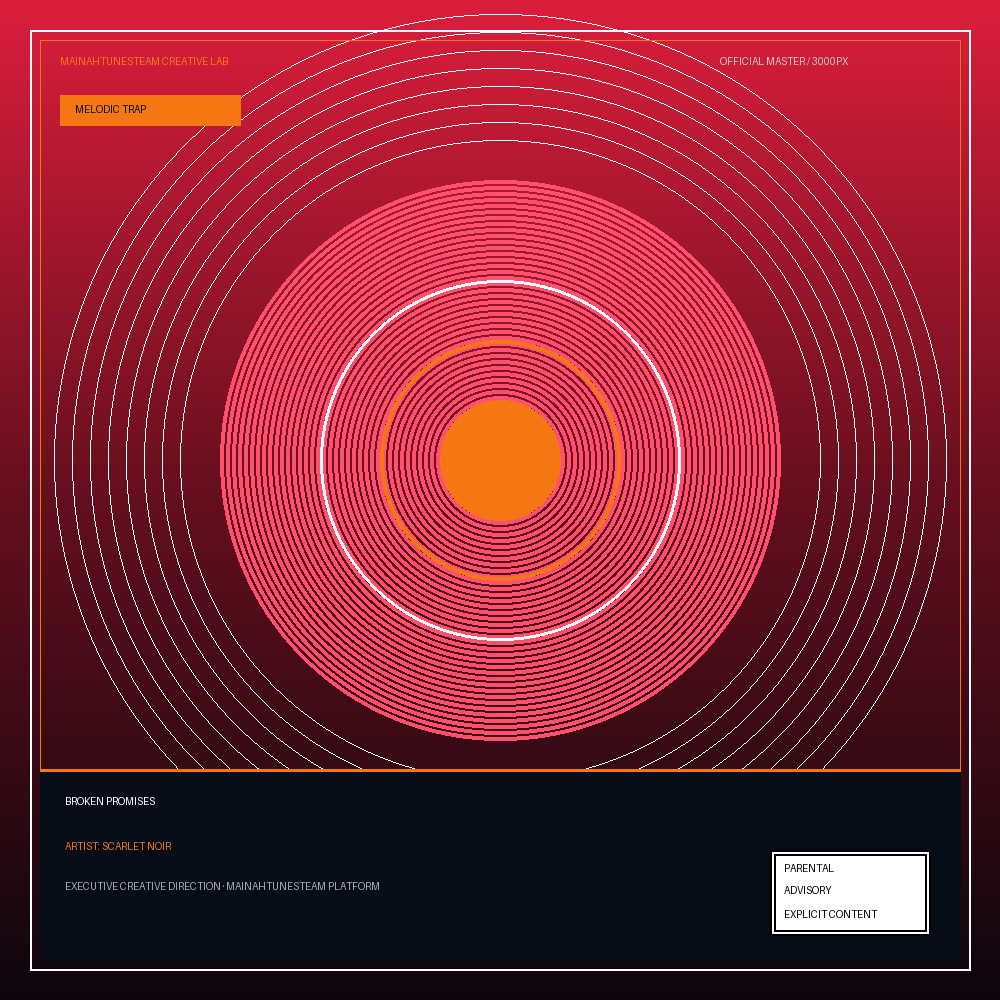 MAINAHTUNESTEAM CREATIVE LAB
OFFICIAL MASTER / 3000PX
MELODIC TRAP
BROKEN PROMISES
ARTIST: SCARLET NOIR
EXECUTIVE CREATIVE DIRECTION · MAINAHTUNESTEAM PLATFORM
PARENTAL
ADVISORY
EXPLICIT CONTENT